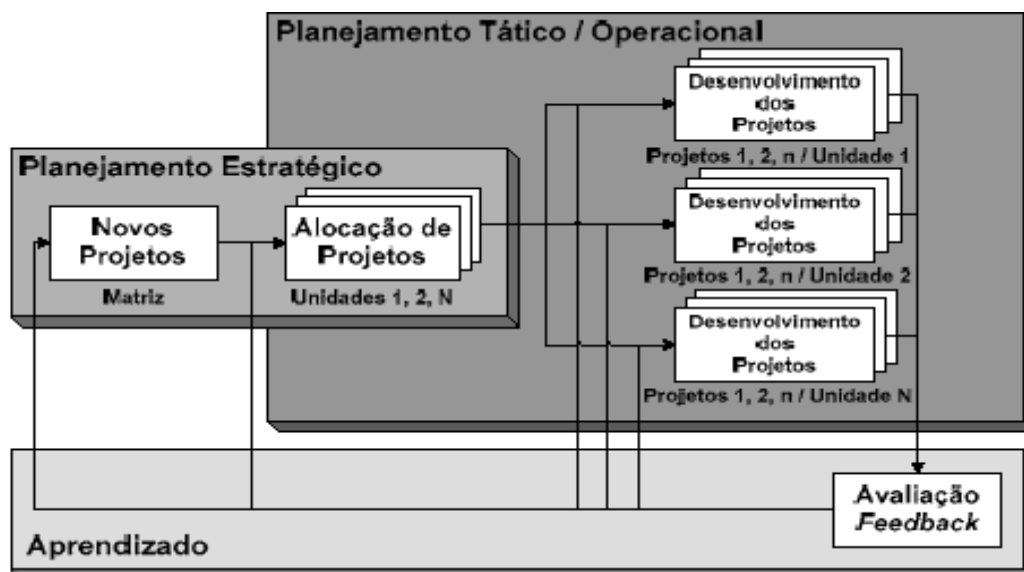 Planejamento Tático / Operacional
Desenvolvimento
dos
Projetos
Projetos 1, 2, n / Unidade 1
Planejamento Estratégico
Novos
Projetos
Matriz
Alocação de
Projetos
Unidades 1, 2, N
Desenvolvimento
dos
Projetos
Projetos 1, 2, n / Unidade 2
Desenvolvimento
dos
Projetos
Projetos 1, 2, n / Unidade N
Avaliação
Feedback
Aprendizado